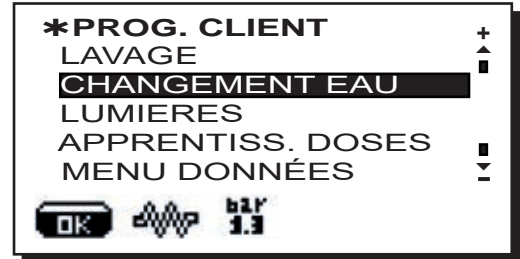 ✱PROG. CLIENT
LAVAGE
CHANGEMENT EAU
LUMIERES
APPRENTISS. DOSES
MENU DONNÉES
+
−
OK
bar
1.3